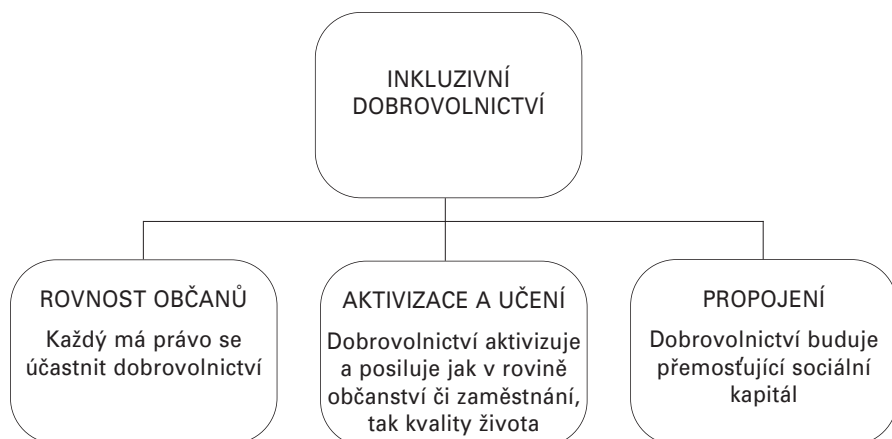 INKLUZIVNÍ
DOBROVOLNICTVÍ
ROVNOST OBČANŮ
Každý má právo se
účastnit dobrovolnictví
AKTIVIZACE A UČENÍ
Dobrovolnictví aktivizuje
a posiluje jak v rovině
občanství či zaměstnání,
tak kvality života
PROPOJENÍ
Dobrovolnictví buduje
přemosťující sociální
kapitál